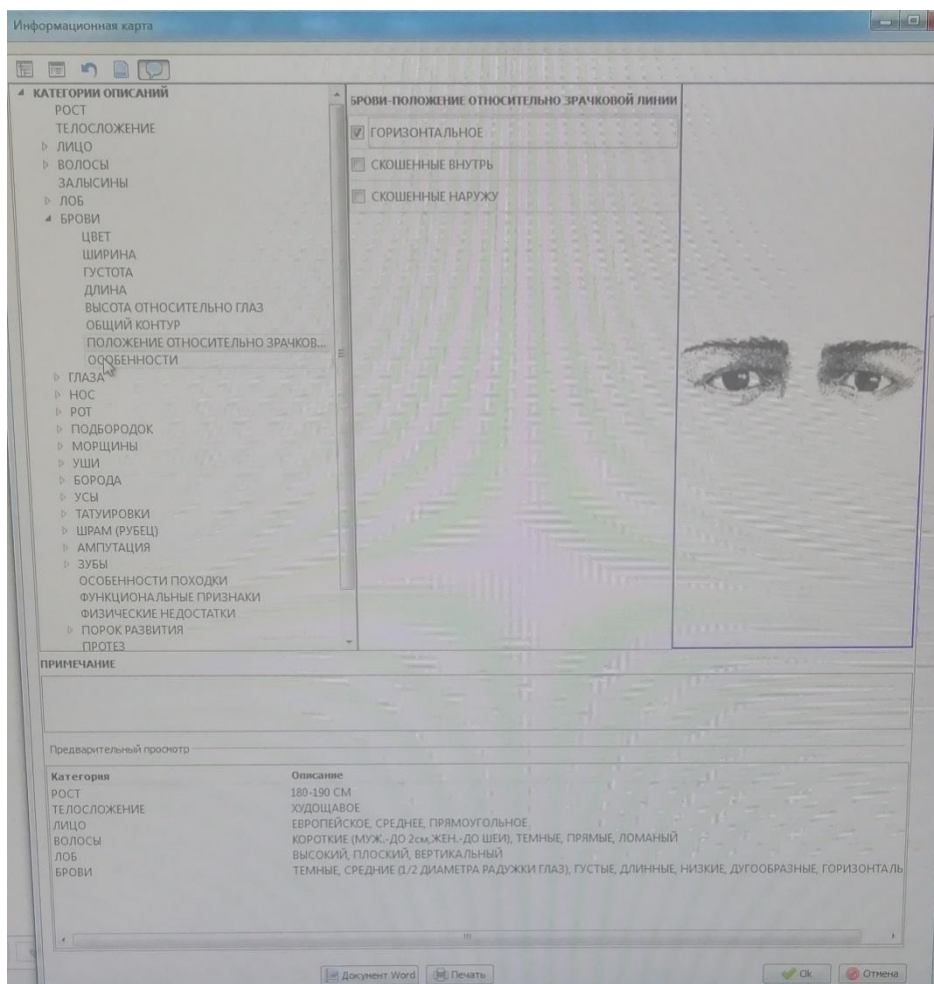 Информационная карта
КАТЕГОРИИ ОПИСАНИЙ
РОСТ
ТЕЛОСЛОЖЕНИЕ
ЛИЦО
ВОЛОСЫ
ЗАЛЫСИНЫ
ЛОБ
БРОВИ
ЦВЕТ
ШИРИНА
ГУСТОТА
ДЛИНА
ВЫСОТА ОТНОСИТЕЛЬНО ГЛАЗ
ОБЩИЙ КОНТУР
ПОЛОЖЕНИЕ ОТНОСИТЕЛЬНО ЗРАЧКОВ...
ОСОБЕННОСТИ
ГЛАЗА
НОС
РОТ
ПОДБОРОДОК
МОРЩИНЫ
УШИ
БОРОДА
УСЫ
ТАТУИРОВКИ
ШРАМ (РУБЕЦ)
АМПУТАЦИЯ
ЗУБЫ
ОСОБЕННОСТИ ПОХОДКИ
ФУНКЦИОНАЛЬНЫЕ ПРИЗНАКИ
ФИЗИЧЕСКИЕ НЕДОСТАТКИ
ПОРОК РАЗВИТИЯ
ПРОТЕЗ
БРОВИ-ПОЛОЖЕНИЕ ОТНОСИТЕЛЬНО ЗРАЧКОВОЙ ЛИНИИ
ГОРИЗОНТАЛЬНОЕ
СКОШЕННЫЕ ВНУТРЬ
СКОШЕННЫЕ НАРУЖУ
ПРИМЕЧАНИЕ
Предварительный просмотр
Категория Описание
РОСТ 180-190 СМ
ТЕЛОСЛОЖЕНИЕ ХУДОЩАВОЕ
ЛИЦО ЕВРОПЕЙСКОЕ, СРЕДНЕЕ, ПРЯМОУГОЛЬНОЕ
ВОЛОСЫ КОРОТКИЕ (МУЖ.-ДО 2см,ЖЕН.-ДО ШЕИ), ТЕМНЫЕ, ПРЯМЫЕ, ЛОМАНЫЙ
ЛОБ ВЫСОКИЙ, ПЛОСКИЙ, ВЕРТИКАЛЬНЫЙ
БРОВИ ТЕМНЫЕ, СРЕДНИЕ (1/2 ДИАМЕТРА РАДУЖКИ ГЛАЗ), ГУСТЫЕ, ДЛИННЫЕ, НИЗКИЕ, ДУГООБРАЗНЫЕ, ГОРИЗОНТАЛЬ
Документ Word Печать Ok Отмена